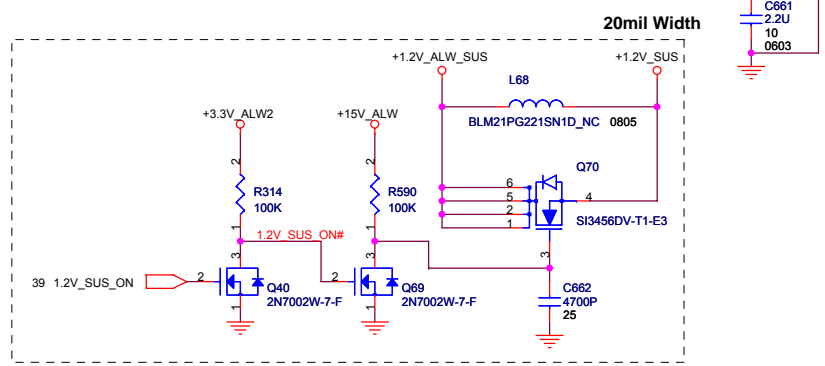 C661
2.2U
10
0603
20mil Width
+1.2V_ALW_SUS
+1.2V_SUS
L68
BLM21PG221SN1D_NC 0805
+3.3V_ALW2
+15V_ALW
2
R314
100K
1
2
R590
100K
1
Q70
6
5
2
1
4
SI3456DV-T1-E3
3
1.2V_SUS_ON#
39 1.2V_SUS_ON
2
3
1
Q40
2N7002W-7-F
2
3
1
Q69
2N7002W-7-F
C662
4700P
25